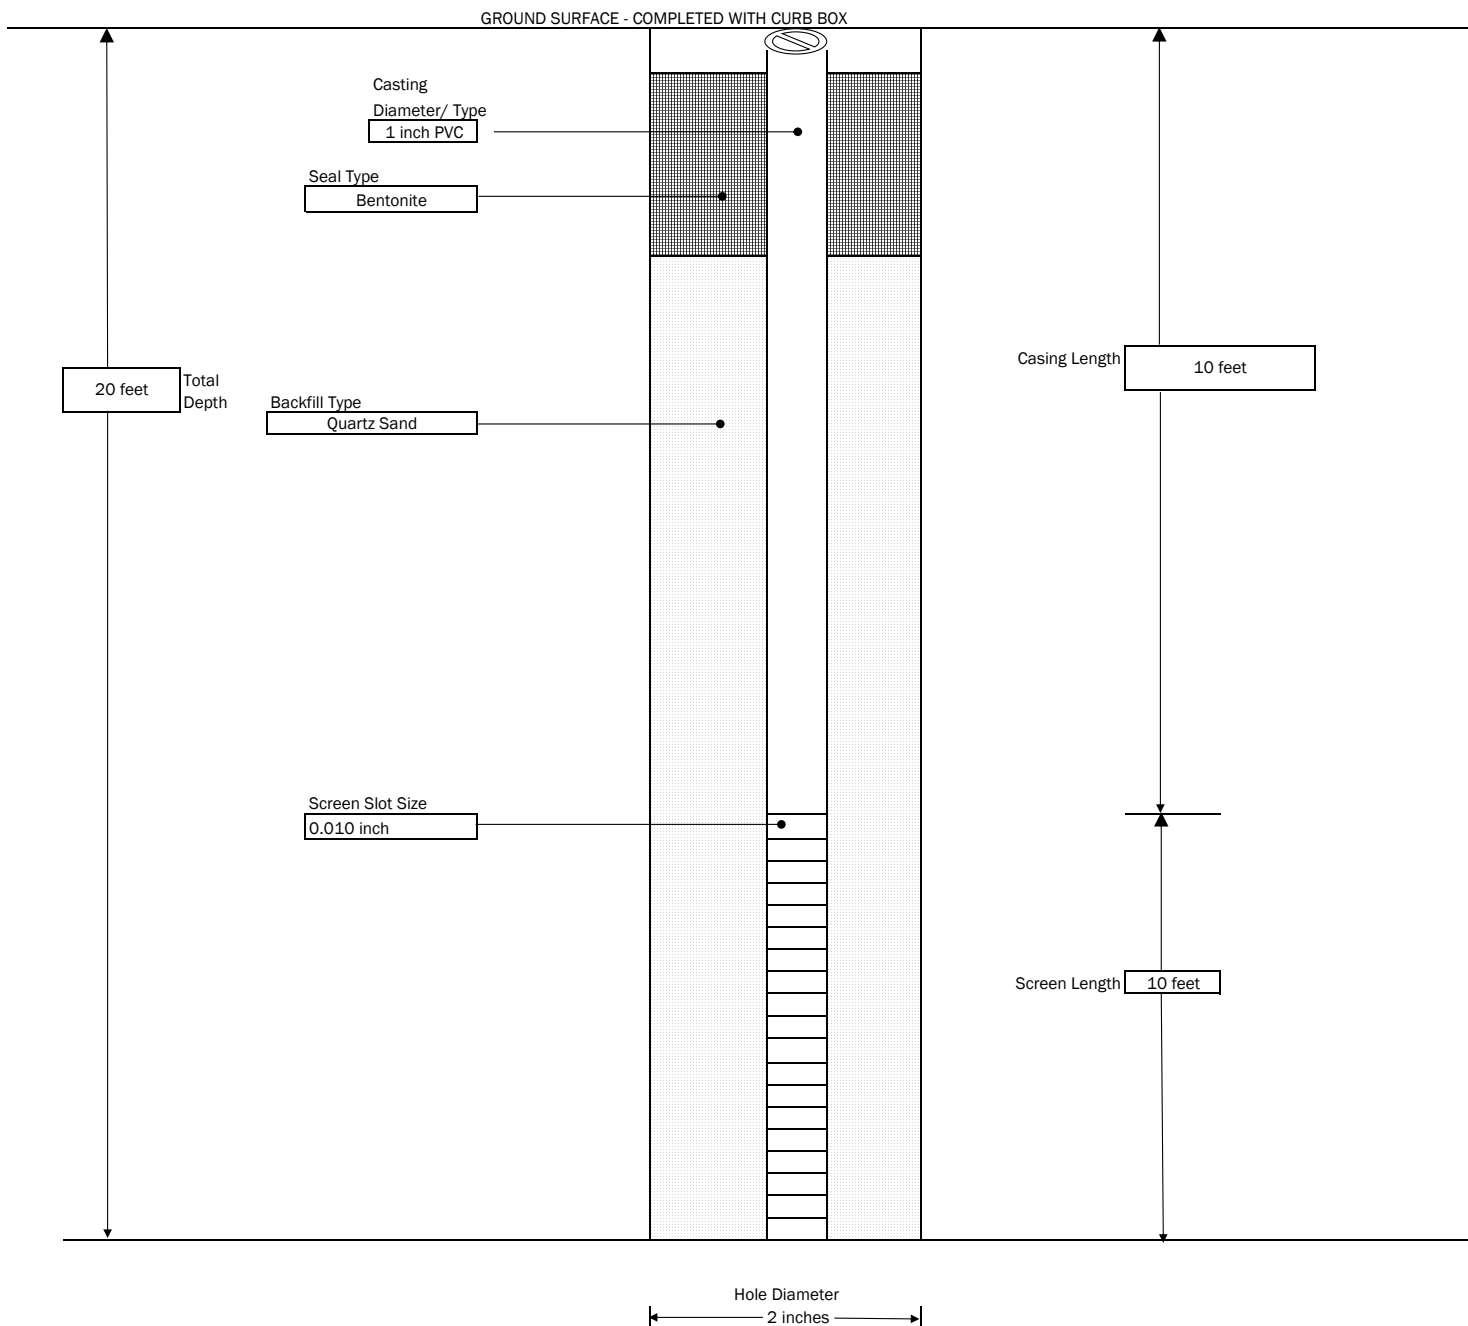 GROUND SURFACE - COMPLETED WITH CURB BOX
Casting
Diameter/ Type
1 inch PVC
Seal Type
Bentonite
20 feet
Total
Depth
Backfill Type
Quartz Sand
Casing Length
10 feet
Screen Slot Size
0.010 inch
Screen Length
10 feet
Hole Diameter
2 inches